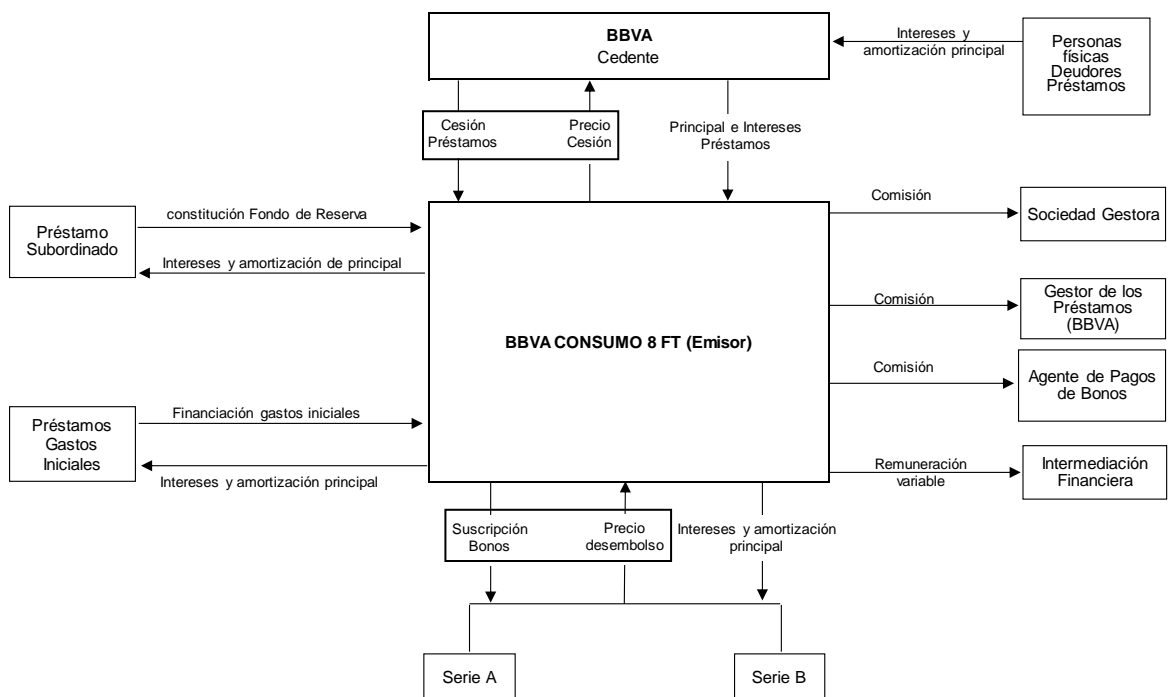 BBVA
Cedente
Intereses y
amortización principal
Personas
físicas
Deudores
Préstamos
Cesión
Préstamos
Precio
Cesión
Principal e Intereses
Préstamos
Préstamo
Subordinado
constitución Fondo de Reserva
Intereses y amortización de principal
Comisión
Sociedad Gestora
BBVA CONSUMO 8 FT (Emisor)
Comisión
Gestor de los
Préstamos
(BBVA)
Comisión
Agente de Pagos
de Bonos
Préstamos
Gastos
Iniciales
Financiación gastos iniciales
Intereses y amortización principal
Remuneración
variable
Intermediación
Financiera
Suscripción
Bonos
Precio
desembolso
Intereses y amortización
principal
Serie A
Serie B